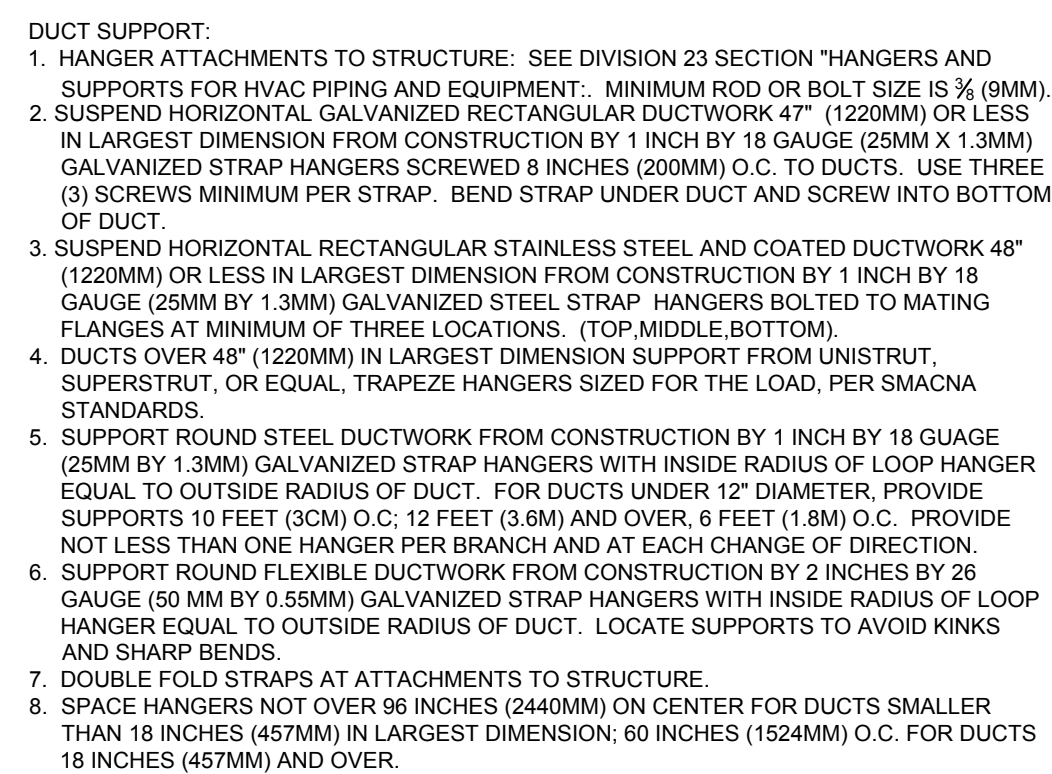 DUCT SUPPORT:
1. HANGER ATTACHMENTS TO STRUCTURE: SEE DIVISION 23 SECTION "HANGERS AND
SUPPORTS FOR HVAC PIPING AND EQUIPMENT:. MINIMUM ROD OR BOLT SIZE IS ⅜ (9MM).
2. SUSPEND HORIZONTAL GALVANIZED RECTANGULAR DUCTWORK 47" (1220MM) OR LESS
IN LARGEST DIMENSION FROM CONSTRUCTION BY 1 INCH BY 18 GAUGE (25MM X 1.3MM)
GALVANIZED STRAP HANGERS SCREWED 8 INCHES (200MM) O.C. TO DUCTS. USE THREE
(3) SCREWS MINIMUM PER STRAP. BEND STRAP UNDER DUCT AND SCREW INTO BOTTOM
OF DUCT.
3. SUSPEND HORIZONTAL RECTANGULAR STAINLESS STEEL AND COATED DUCTWORK 48"
(1220MM) OR LESS IN LARGEST DIMENSION FROM CONSTRUCTION BY 1 INCH BY 18
GAUGE (25MM BY 1.3MM) GALVANIZED STEEL STRAP HANGERS BOLTED TO MATING
FLANGES AT MINIMUM OF THREE LOCATIONS. (TOP,MIDDLE,BOTTOM).
4. DUCTS OVER 48" (1220MM) IN LARGEST DIMENSION SUPPORT FROM UNISTRUT,
SUPERSTRUT, OR EQUAL, TRAPEZE HANGERS SIZED FOR THE LOAD, PER SMACNA
STANDARDS.
5. SUPPORT ROUND STEEL DUCTWORK FROM CONSTRUCTION BY 1 INCH BY 18 GUAGE
(25MM BY 1.3MM) GALVANIZED STRAP HANGERS WITH INSIDE RADIUS OF LOOP HANGER
EQUAL TO OUTSIDE RADIUS OF DUCT. FOR DUCTS UNDER 12" DIAMETER, PROVIDE
SUPPORTS 10 FEET (3CM) O.C; 12 FEET (3.6M) AND OVER, 6 FEET (1.8M) O.C. PROVIDE
NOT LESS THAN ONE HANGER PER BRANCH AND AT EACH CHANGE OF DIRECTION.
6. SUPPORT ROUND FLEXIBLE DUCTWORK FROM CONSTRUCTION BY 2 INCHES BY 26
GAUGE (50 MM BY 0.55MM) GALVANIZED STRAP HANGERS WITH INSIDE RADIUS OF LOOP
HANGER EQUAL TO OUTSIDE RADIUS OF DUCT. LOCATE SUPPORTS TO AVOID KINKS
AND SHARP BENDS.
7. DOUBLE FOLD STRAPS AT ATTACHMENTS TO STRUCTURE.
8. SPACE HANGERS NOT OVER 96 INCHES (2440MM) ON CENTER FOR DUCTS SMALLER
THAN 18 INCHES (457MM) IN LARGEST DIMENSION; 60 INCHES (1524MM) O.C. FOR DUCTS
18 INCHES (457MM) AND OVER.